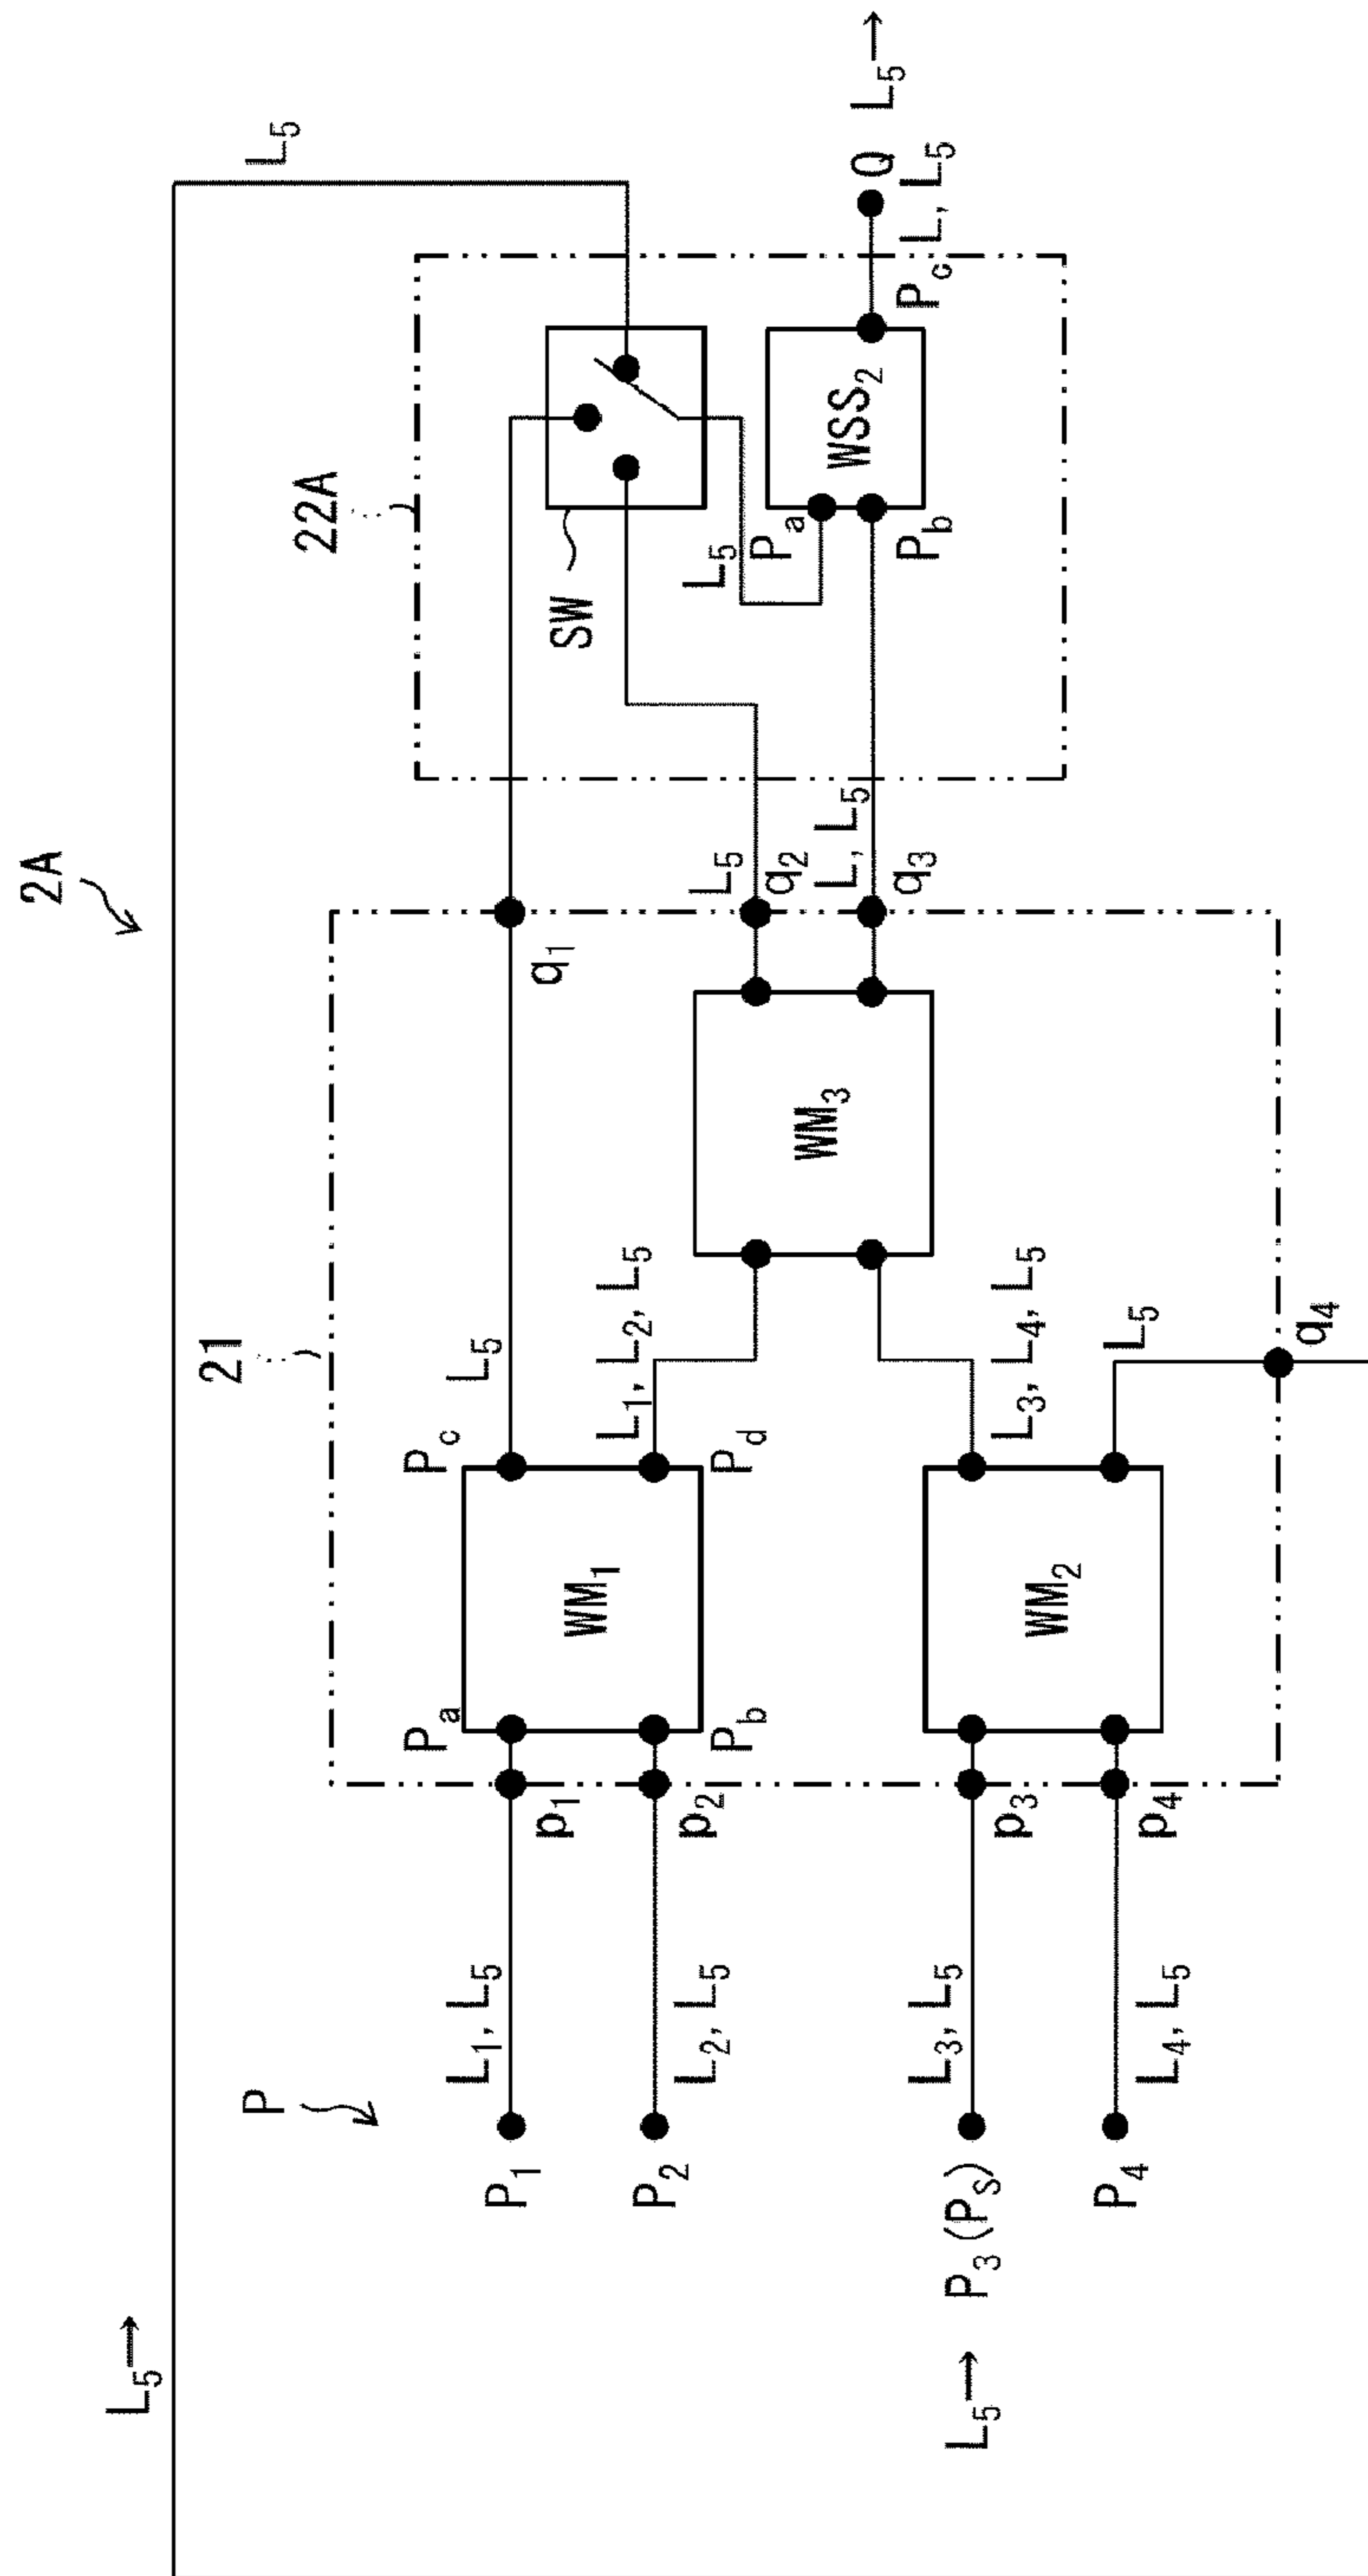 2A
L5→
L5
21
22A
P
L1, L5
P1
p1
Pa
WM1
Pc
L5
q1
SW
L2, L5
P2
p2
Pb
Pd
L1, L2, L5
WM3
L5
q2
L, L5
q3
L5
Pa
Pb
WSS2
Pc
L, L5
Q
L5→
L5→
P3 (PS)
L3, L5
p3
WM2
L3, L4, L5
P4
L4, L5
p4
L5
q4